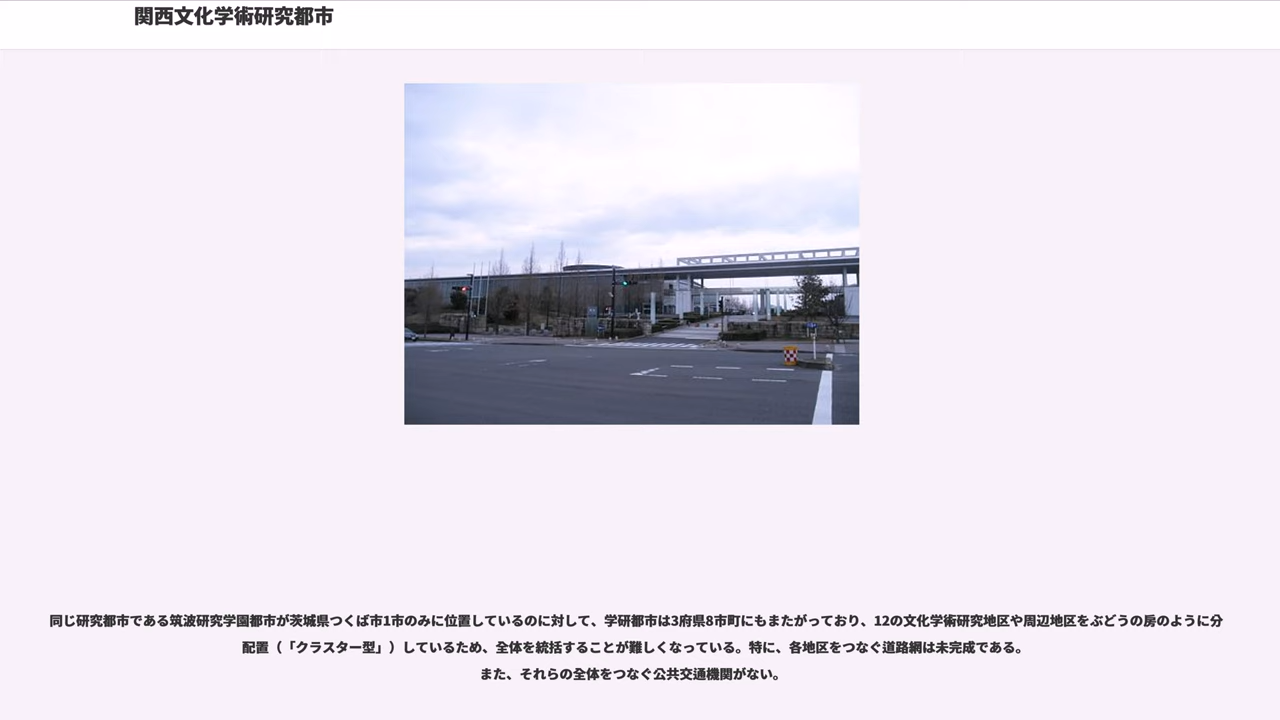 関西文化学術研究都市
同じ研究都市である筑波研究学園都市が茨城県つくば市1市のみに位置しているのに対して、学研都市は3府県8市町にもまたがっており、12の文化学術研究地区や周辺地区をぶどうの房のように分
配置（「クラスター型」）しているため、全体を統括することが難しくなっている。特に、各地区をつなぐ道路網は未完成である。
また、それらの全体をつなぐ公共交通機関がない。